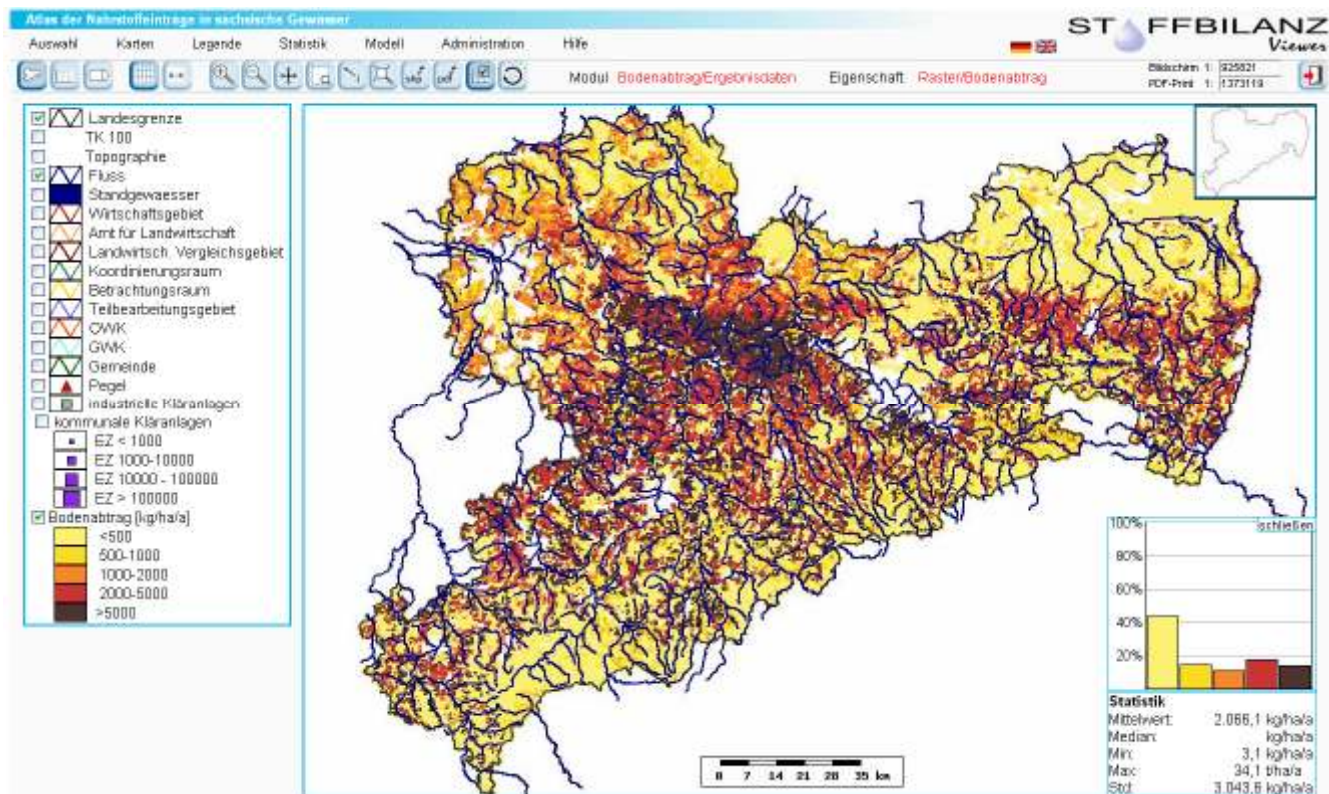 Atlas der Nährstoffeinträge in sächsische Gewässer
STOFFBILANZ
Viewer
Auswahl Karten Legende Statistik Modell Administration Hilfe
Modul Bodenabtrag/Ergebnisdaten Eigenschaft Raster/Bodenabtrag
Bildschirm 1: 925821
PDF-Print 1: 1373119
Landesgrenze
TK 100
Topographie
Fluss
Standgewaesser
Wirtschaftsgebiet
Amt für Landwirtschaft
Landwirtsch. Vergleichsgebiet
Koordinierungsraum
Betrachtungsraum
Teilbearbeitungsgebiet
OWK
GWK
Gemeinde
Pegel
industrielle Kläranlagen
kommunale Kläranlagen
EZ < 1000
EZ 1000-10000
EZ 10000 - 100000
EZ > 100000
Bodenabtrag [kg/ha/a]
<500
500-1000
1000-2000
2000-5000
>5000
0 7 14 21 28 35 km
100% schließen
80%
60%
40%
20%
Statistik
Mittelwert: 2.066,1 kg/ha/a
Median: kg/ha/a
Min: 3,1 kg/ha/a
Max: 34,1 t/ha/a
Std: 3.043,6 kg/ha/a